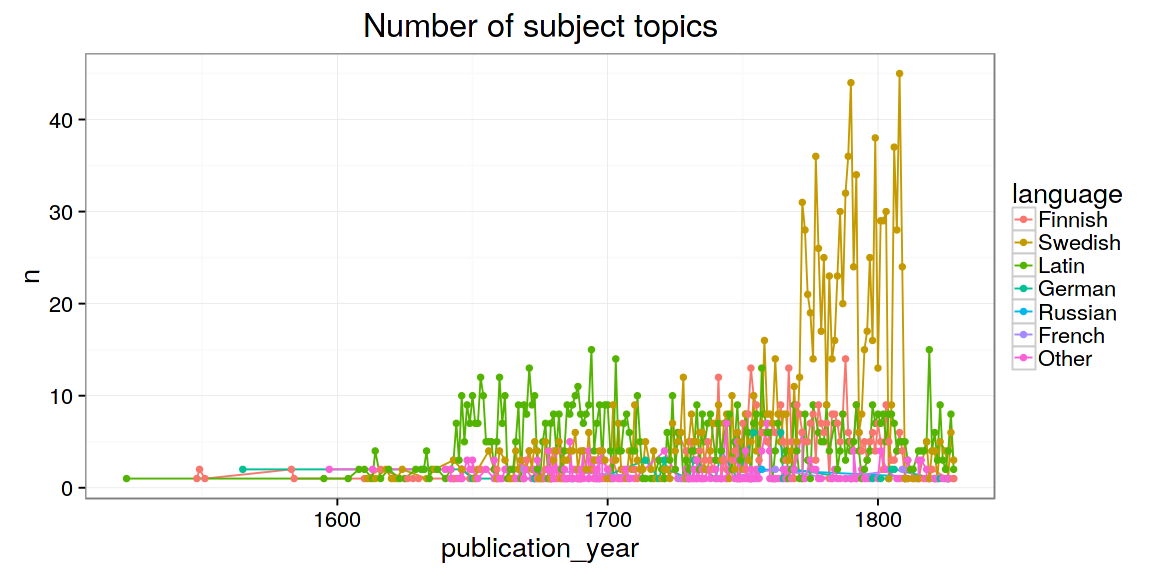 Number of subject topics
n
40
30
20
10
0
1600
1700
1800
publication_year
language
Finnish
Swedish
Latin
German
Russian
French
Other